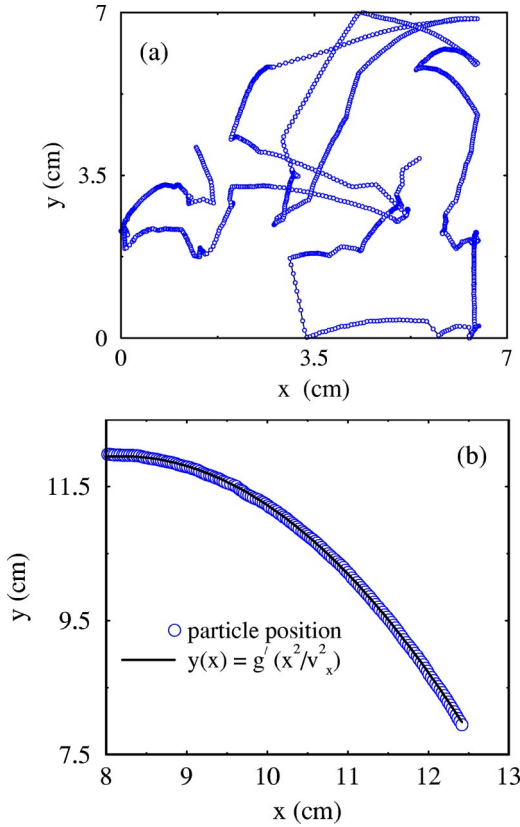 7
(a)
y (cm)
3.5
0
0 3.5 7
x (cm)
(b)
11.5
y (cm)
9.5
particle position
y(x) = g′ (x²/v²ₓ)
7.5
8 9 10 11 12 13
x (cm)